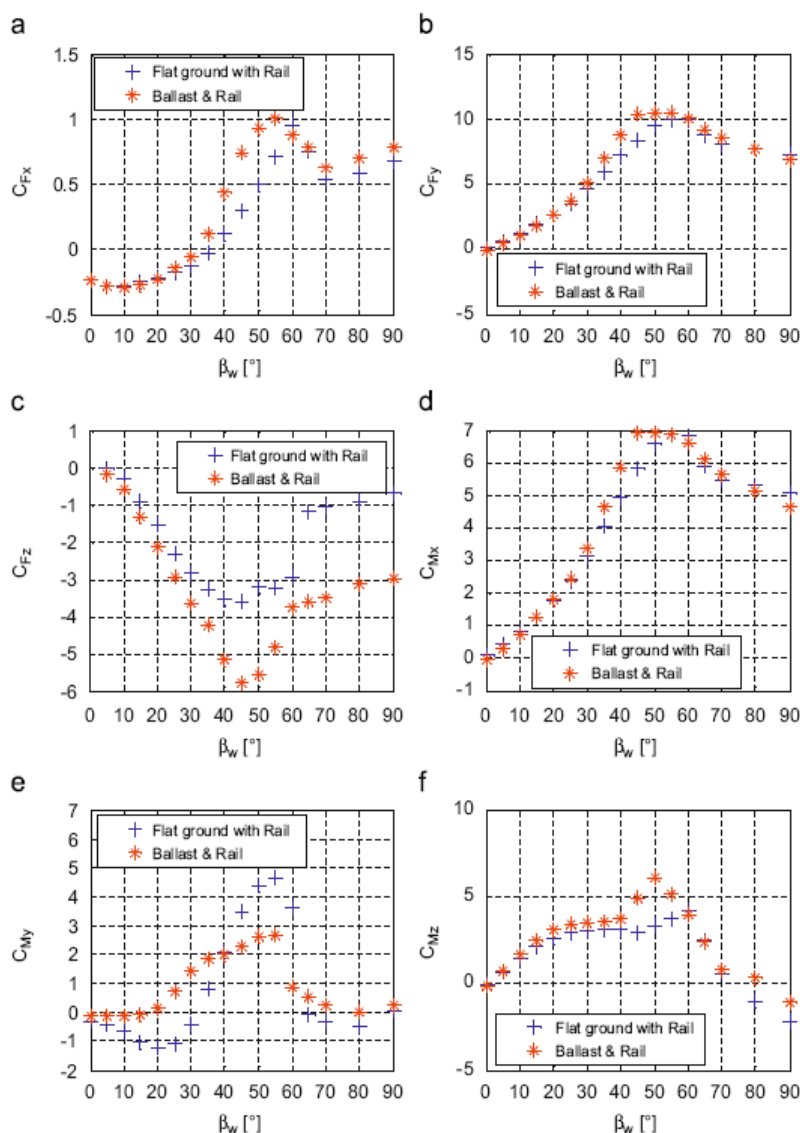 a
1.5
Flat ground with Rail
Ballast & Rail
1
0.5
0
-0.5
C_Fx
0 10 20 30 40 50 60 70 80 90
β_w [°]
b
15
10
5
0
-5
C_Fy
Flat ground with Rail
Ballast & Rail
0 10 20 30 40 50 60 70 80 90
β_w [°]
c
1
0
-1
-2
-3
-4
-5
-6
C_Fz
Flat ground with Rail
Ballast & Rail
0 10 20 30 40 50 60 70 80 90
β_w [°]
d
7
6
5
4
3
2
1
0
-1
C_Mx
Flat ground with Rail
Ballast & Rail
0 10 20 30 40 50 60 70 80 90
β_w [°]
e
7
6
5
4
3
2
1
0
-1
-2
C_My
Flat ground with Rail
Ballast & Rail
0 10 20 30 40 50 60 70 80 90
β_w [°]
f
10
5
0
-5
C_Mz
Flat ground with Rail
Ballast & Rail
0 10 20 30 40 50 60 70 80 90
β_w [°]